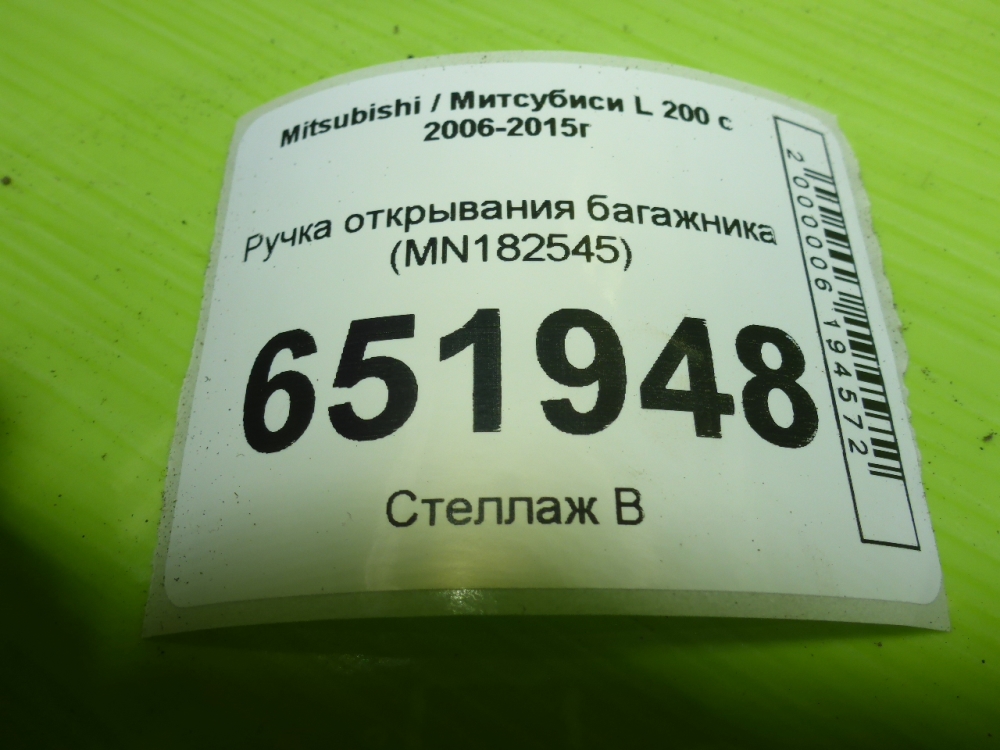 Mitsubishi / Митсубиси L 200 с
2006-2015г
Ручка открывания багажника
(MN182545)
651948
Стеллаж В
2000006194572